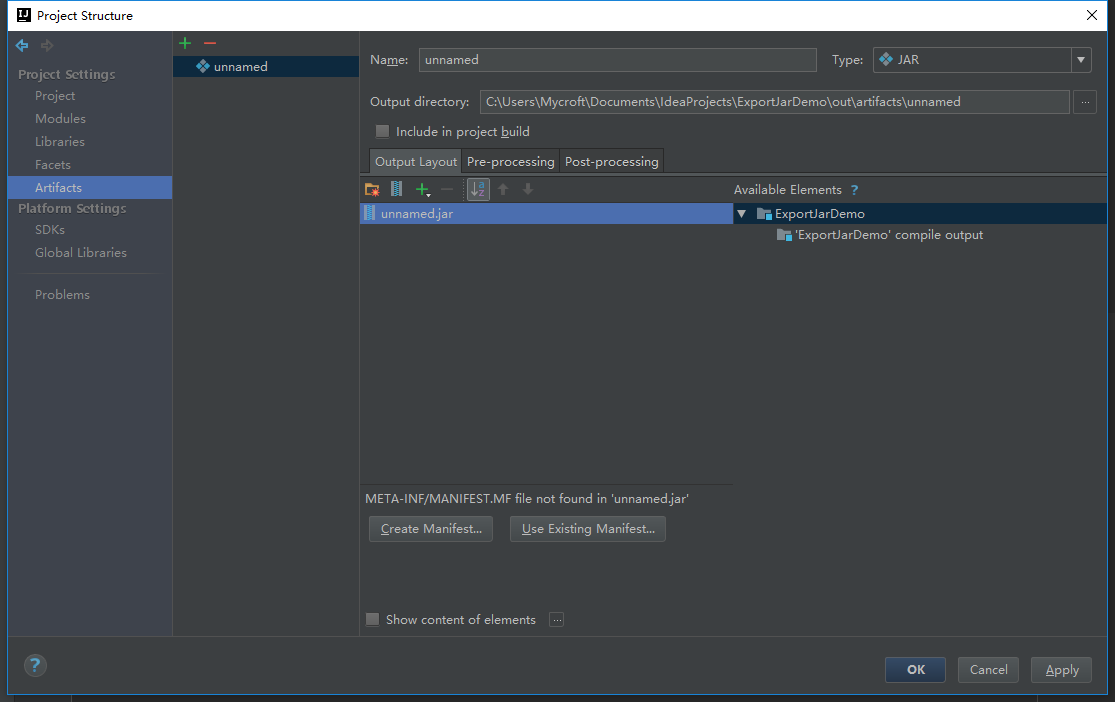 IJ Project Structure
Project Settings
Project
Modules
Libraries
Facets
Artifacts
Platform Settings
SDKs
Global Libraries
Problems
unnamed
Name: unnamed Type: JAR
Output directory: C:\Users\Mycroft\Documents\IdeaProjects\ExportJarDemo\out\artifacts\unnamed ...
Include in project build
Output Layout Pre-processing Post-processing
Available Elements ?
unnamed.jar
ExportJarDemo
'ExportJarDemo' compile output
META-INF/MANIFEST.MF file not found in 'unnamed.jar'
Create Manifest... Use Existing Manifest...
Show content of elements ...
? OK Cancel Apply